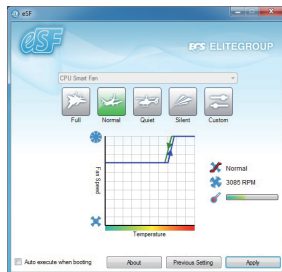 eSF
eSF
ECS ELITEGROUP
CPU Smart Fan
Full
Normal
Quiet
Silent
Custom
Fan Speed
Normal
3085 RPM
Temperature
Auto execute when booting
About
Previous Setting
Apply